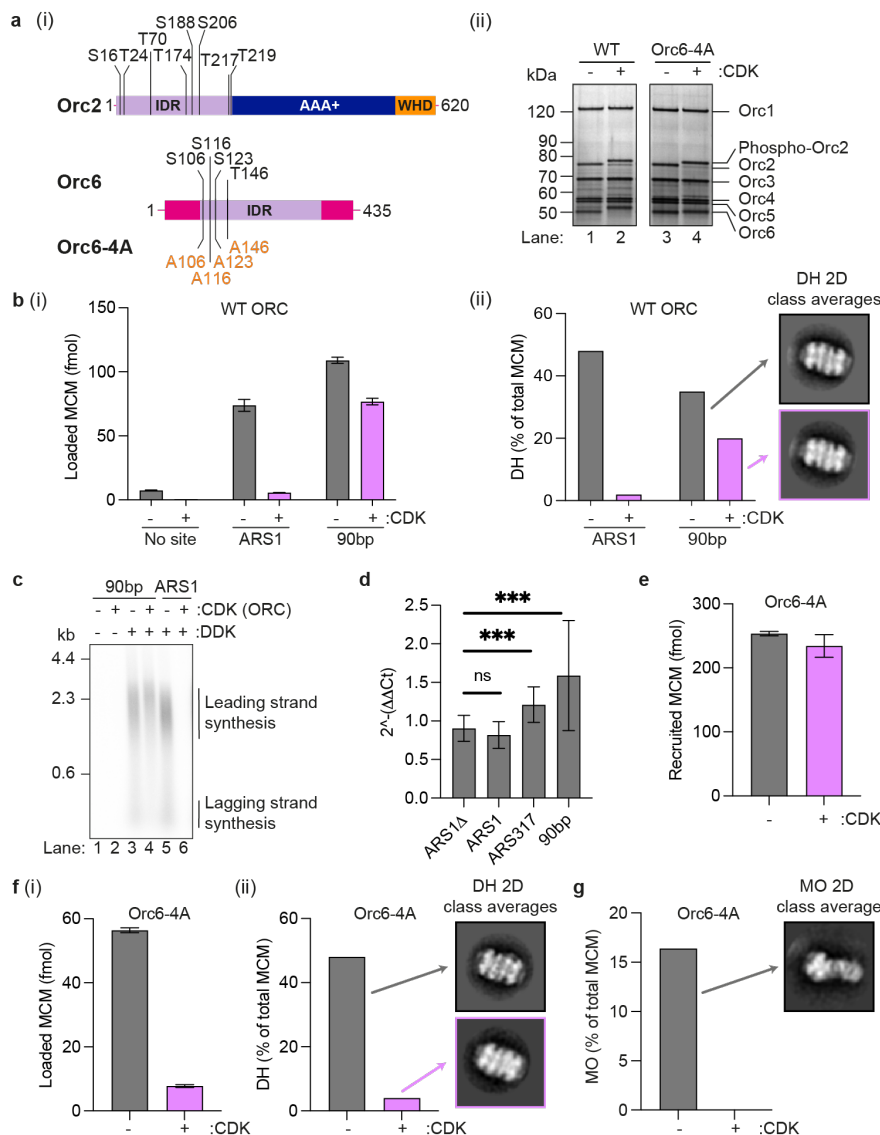 a (i)
S188 S206
T70
S16 T24 T174 T217 T219
Orc2 1 IDR AAA+ WHD 620
S116
S106 S123
Orc6 T146
1 IDR 435
Orc6-4A
A146
A106 A123
A116
(ii)
WT Orc6-4A
kDa - + - + :CDK
120 Orc1
90
80 Phospho-Orc2
70 Orc2
Orc3
60 Orc4
Orc5
50 Orc6
Lane: 1 2 3 4
b (i)
WT ORC
Loaded MCM (fmol)
150
100
50
0
- + - + - + :CDK
No site ARS1 90bp
(ii)
WT ORC
DH 2D
class averages
DH (% of total MCM)
60
40
20
0
- + - + :CDK
ARS1 90bp
c
90bp ARS1
- + - + - + :CDK (ORC)
- - + + + + :DDK
kb
4.4
2.3
Leading strand
synthesis
0.6
Lagging strand
synthesis
Lane: 1 2 3 4 5 6
d
2^-(ΔΔCt)
2.5
2.0
1.5
1.0
0.5
0.0
***
***
ns
ARS1Δ
ARS1
ARS317
90bp
e
Orc6-4A
Recruited MCM (fmol)
300
200
100
0
- + :CDK
f (i)
Orc6-4A
Loaded MCM (fmol)
60
40
20
0
- + :CDK
(ii)
Orc6-4A
DH 2D
class averages
DH (% of total MCM)
60
40
20
0
- + :CDK
g
Orc6-4A
MO 2D
class average
MO (% of total MCM)
20
15
10
5
0
- + :CDK